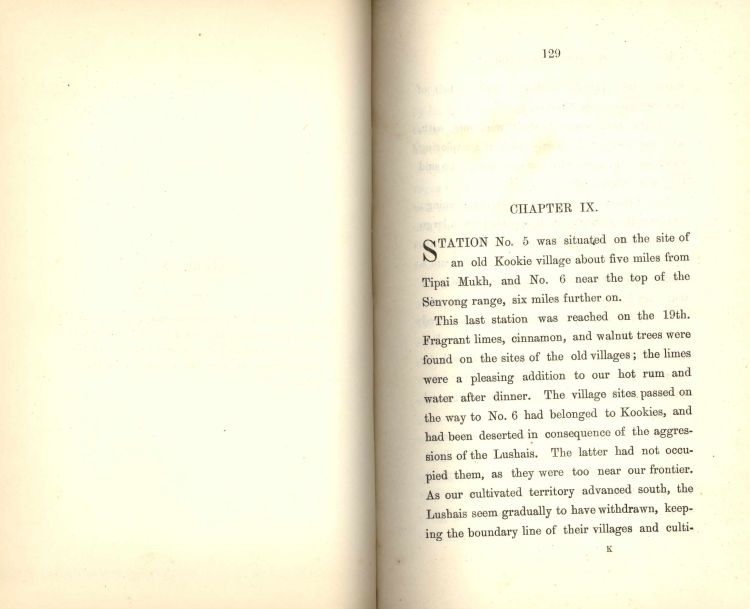 129
CHAPTER IX.
STATION No. 5 was situated on the site of
an old Kookie village about five miles from
Tipai Mukh, and No. 6 near the top of the
Senvong range, six miles further on.
This last station was reached on the 19th.
Fragrant limes, cinnamon, and walnut trees were
found on the sites of the old villages; the limes
were a pleasing addition to our hot rum and
water after dinner. The village sites passed on
the way to No. 6 had belonged to Kookies, and
had been deserted in consequence of the aggres-
sions of the Lushais. The latter had not occu-
pied them, as they were too near our frontier.
As our cultivated territory advanced south, the
Lushais seem gradually to have withdrawn, keep-
ing the boundary line of their villages and culti-
K